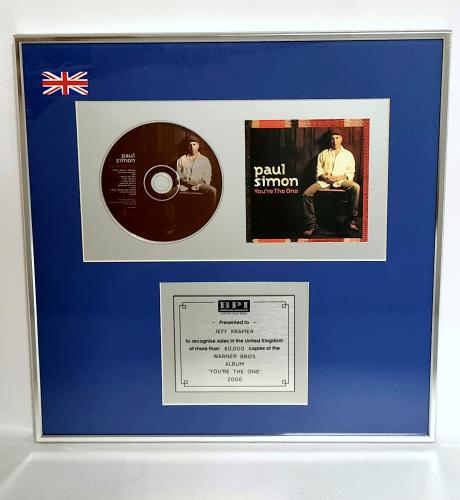 paul
simon
paul
simon
You're The One
BPI
- Presented to -
JEFF KRAMER
to recognise sales in the United Kingdom
of more than 60,000 copies of the
WARNER BROS
ALBUM
'YOU'RE THE ONE'
2000